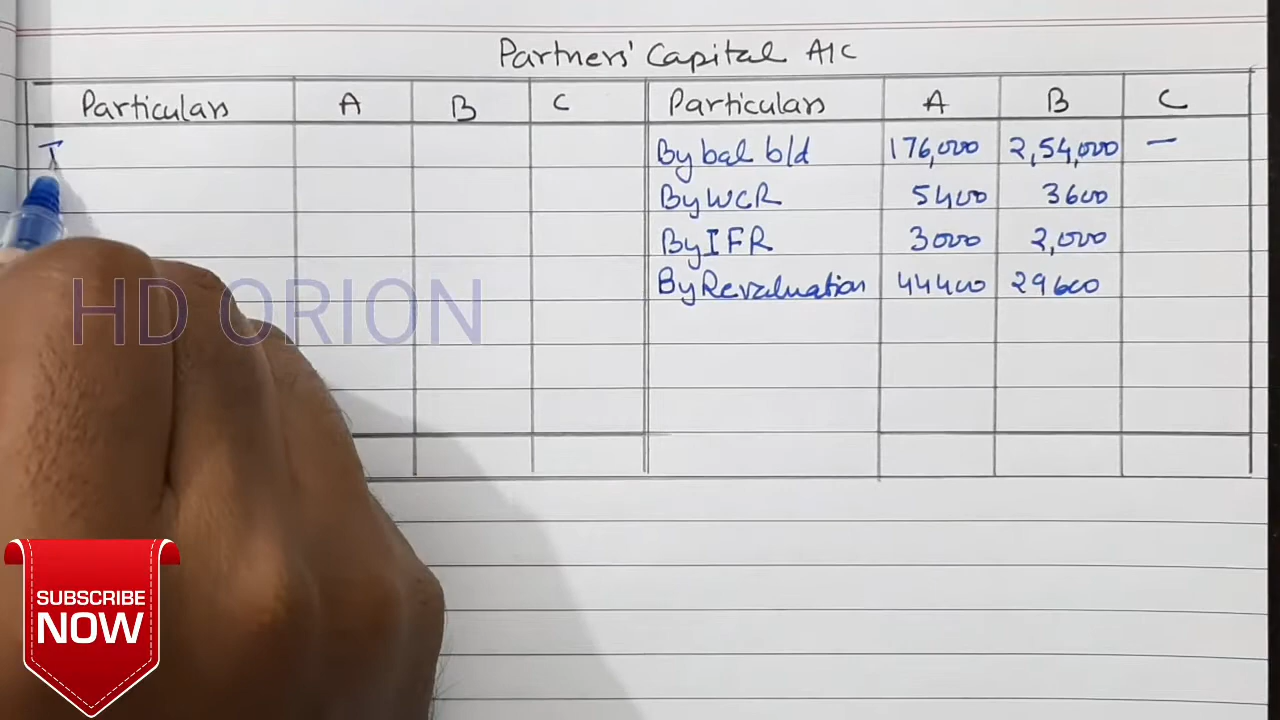 Partners' Capital A/C
Particulars A B C Particulars A B C
T By bal b/d 176,000 2,54,000 —
By WCR 5400 3600
By IFR 3000 2,000
By Revaluation 44400 29600
HD ORION
SUBSCRIBE
NOW